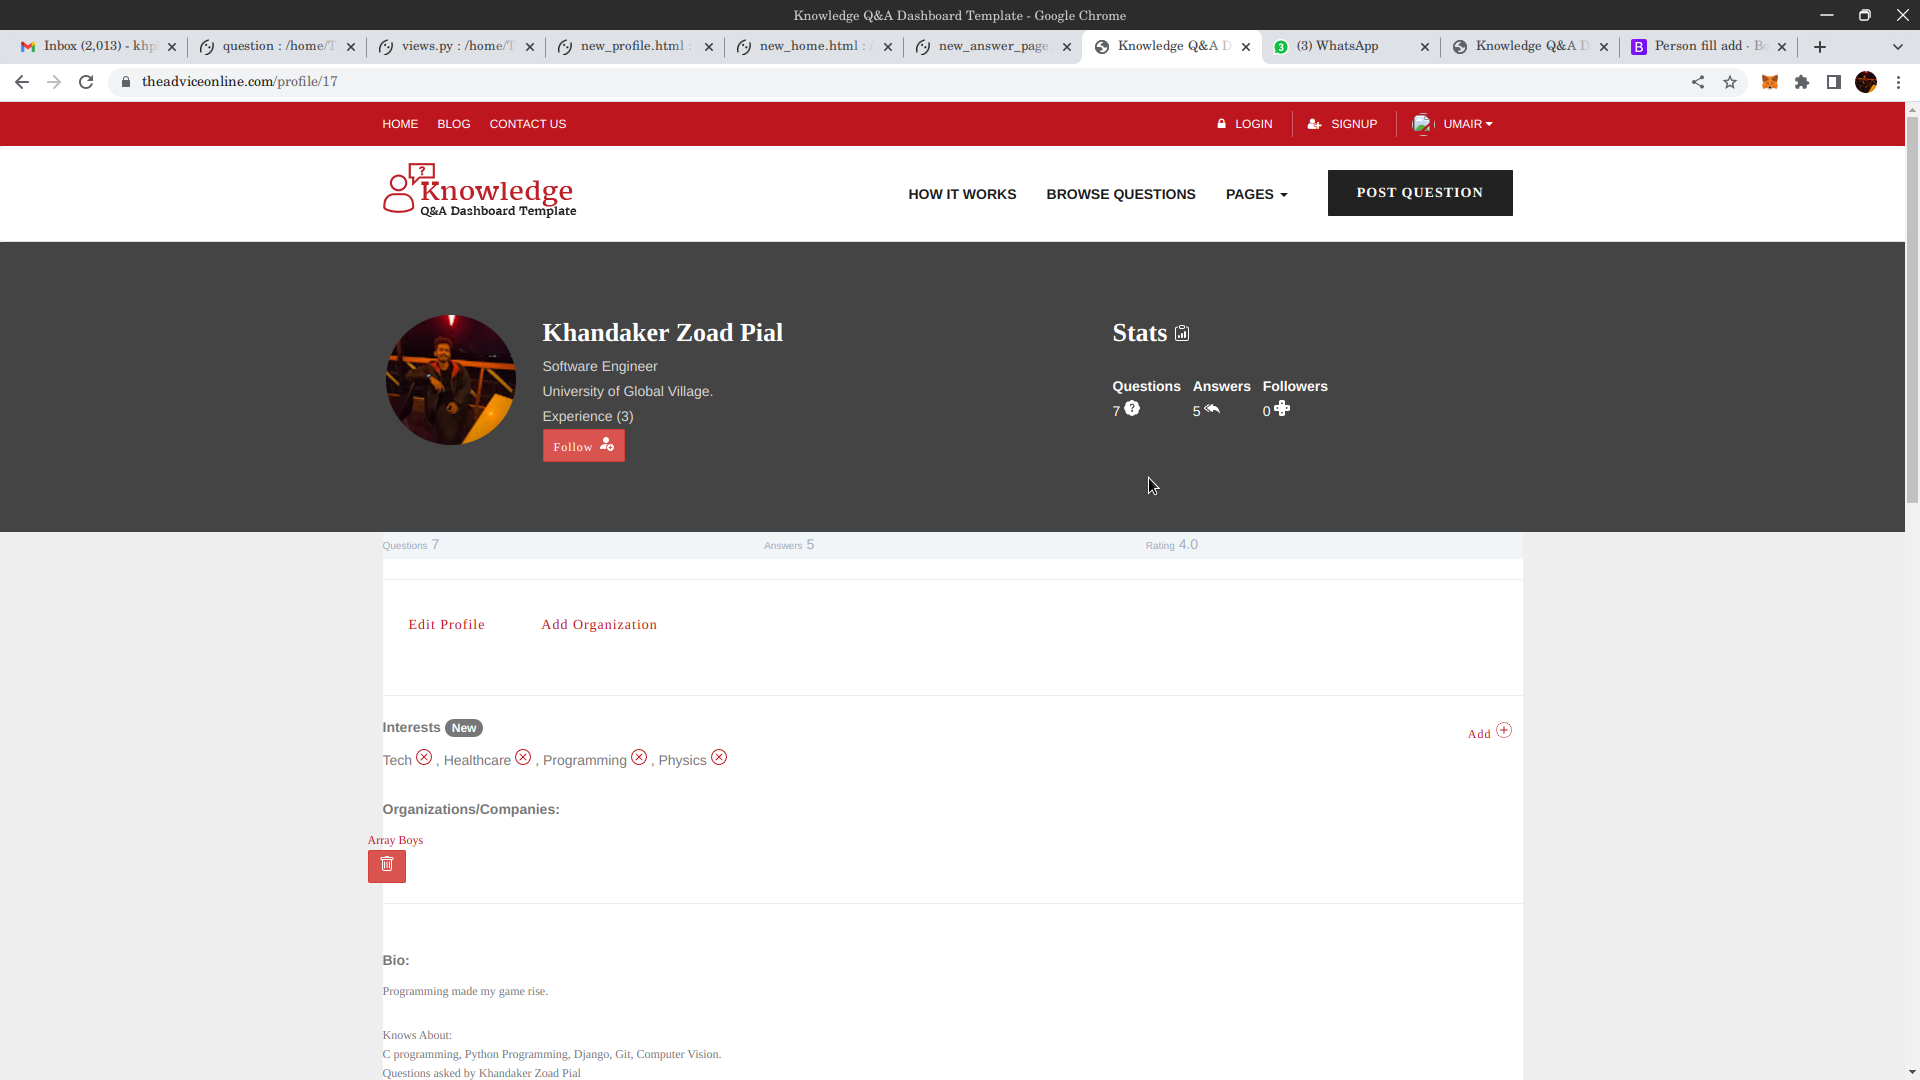 Knowledge Q&A Dashboard Template - Google Chrome
Inbox (2,013) - khp
question : /home/T
views.py : /home/T
new_profile.html :
new_home.html : /
new_answer_page.
Knowledge Q&A D
(3) WhatsApp
Knowledge Q&A D
Person fill add · Bo
theadviceonline.com/profile/17
HOME BLOG CONTACT US
LOGIN SIGNUP UMAIR
Knowledge
Q&A Dashboard Template
HOW IT WORKS BROWSE QUESTIONS PAGES POST QUESTION
Khandaker Zoad Pial
Software Engineer
University of Global Village.
Experience (3)
Follow
Stats
Questions Answers Followers
7 5 0
Questions 7 Answers 5 Rating 4.0
Edit Profile Add Organization
Interests New
Add
Tech , Healthcare , Programming , Physics
Organizations/Companies:
Array Boys
Bio:
Programming made my game rise.
Knows About:
C programming, Python Programming, Django, Git, Computer Vision.
Questions asked by Khandaker Zoad Pial